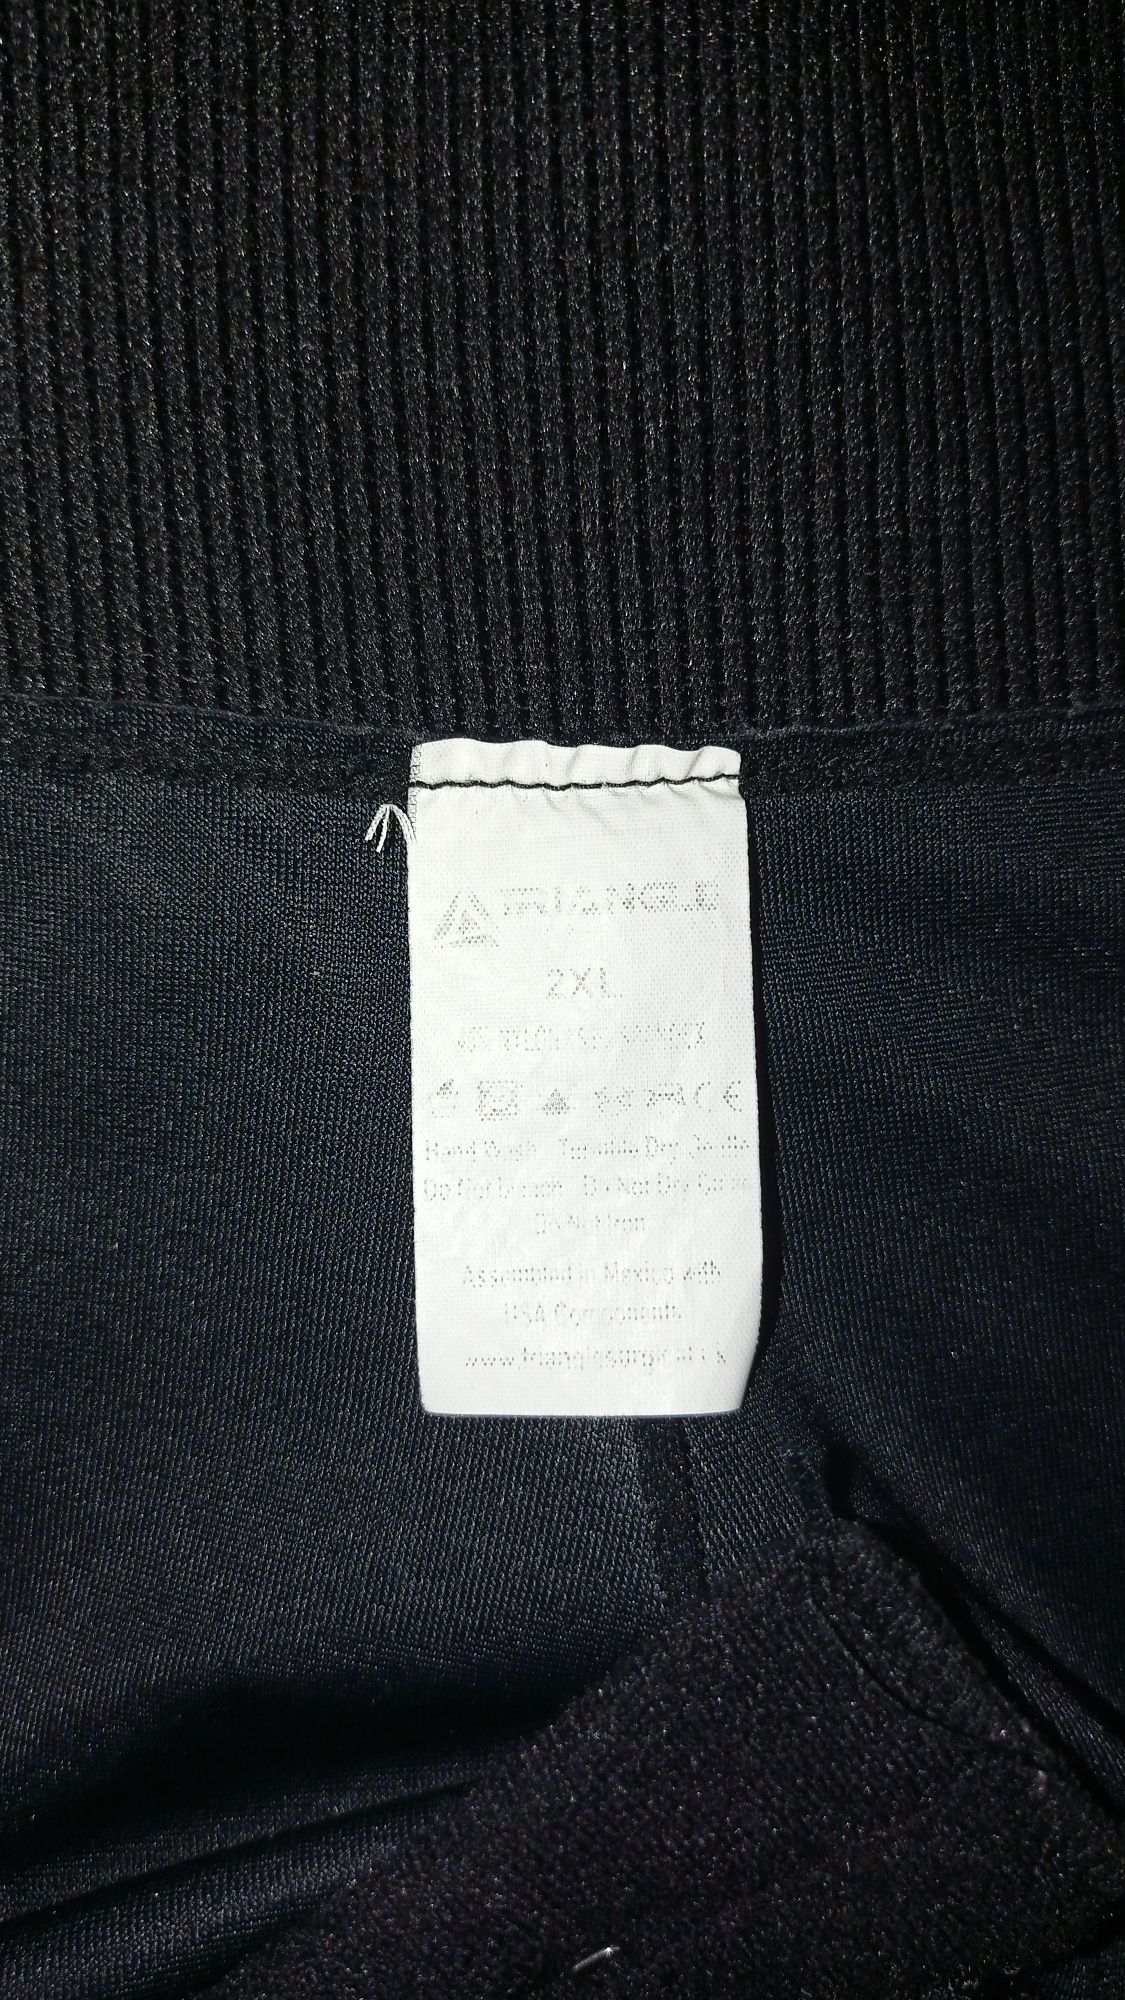 TRIANGLE
2XL
CE
Hand Wash Tumble Dry Gentle
Do Not Bleach Do Not Dry Clean
Do Not Iron
Assembled in Mexico with
USA Components